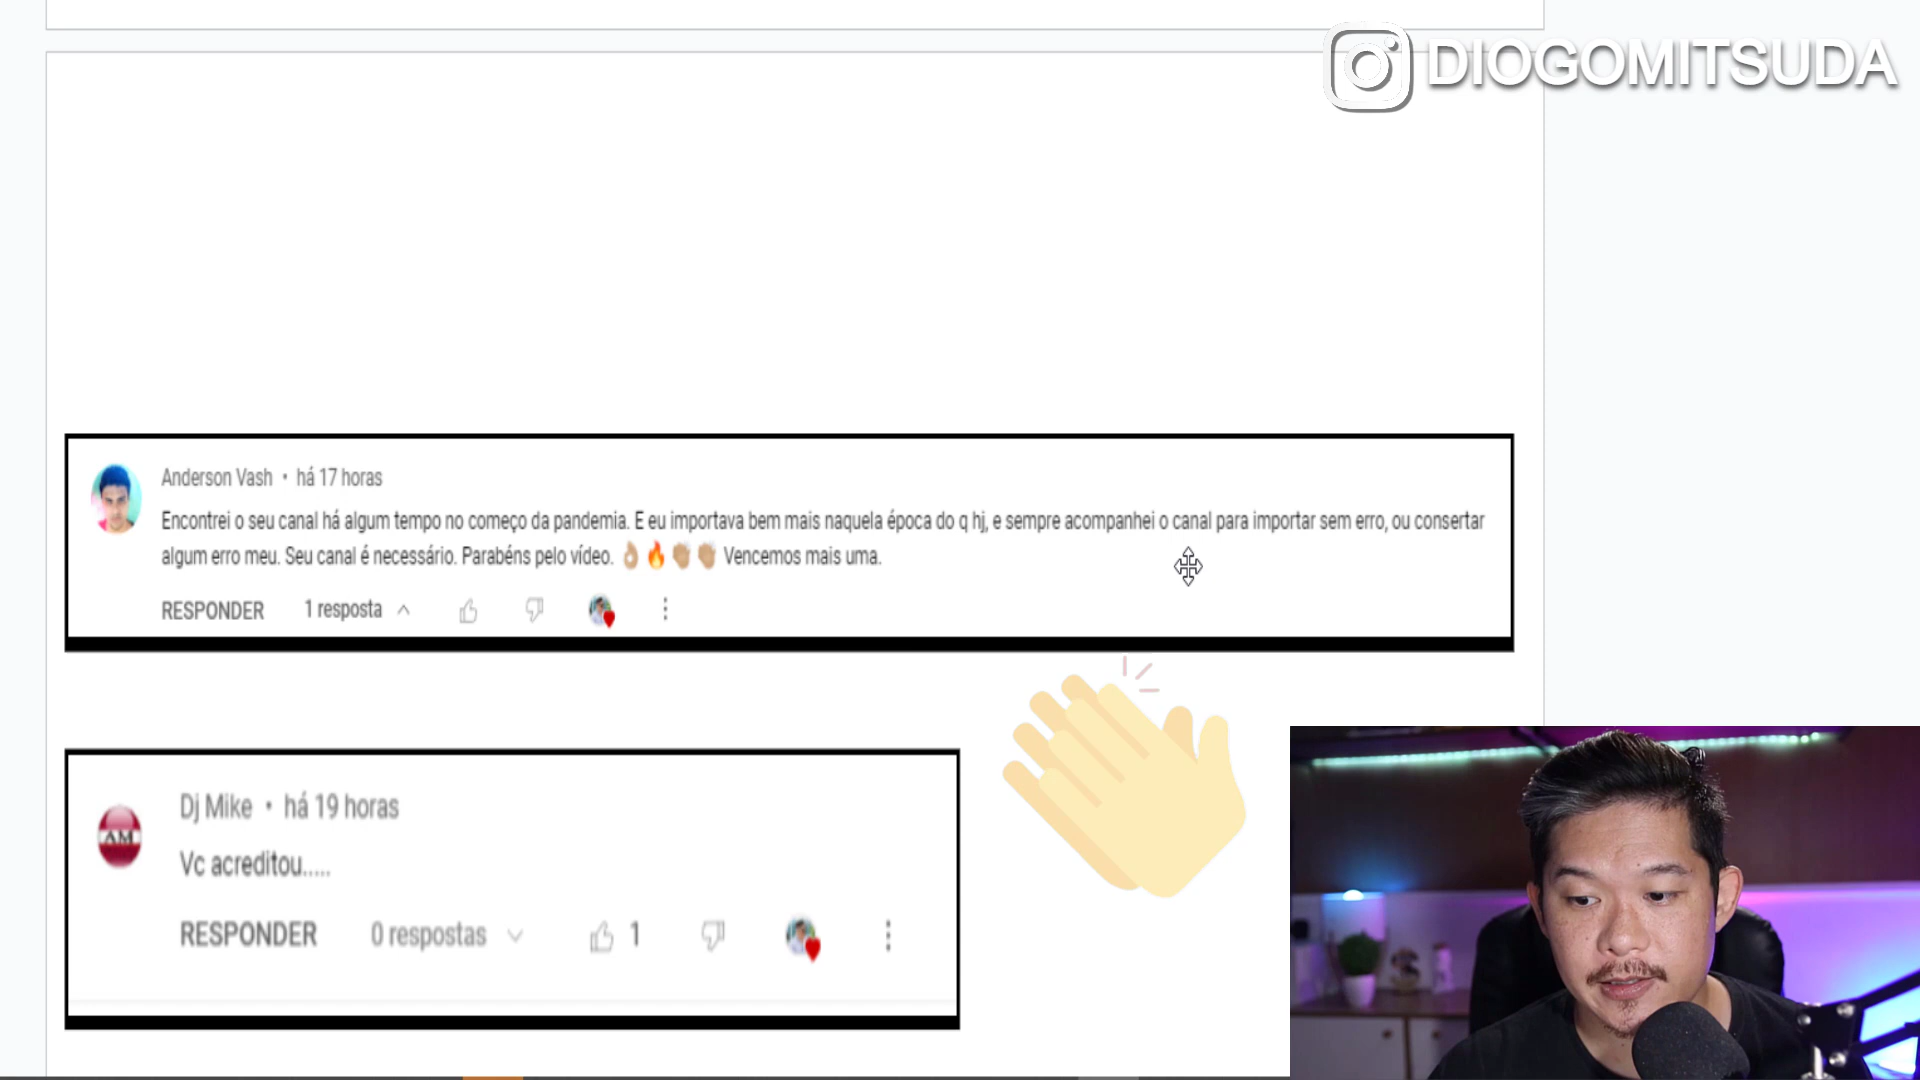 DIOGOMITSUDA
Anderson Vash • há 17 horas
Encontrei o seu canal há algum tempo no começo da pandemia. E eu importava bem mais naquela época do q hj, e sempre acompanhei o canal para importar sem erro, ou consertar
algum erro meu. Seu canal é necessário. Parabéns pelo vídeo. 👌🏼🔥👏🏼👏🏼 Vencemos mais uma.
RESPONDER 1 resposta
Dj Mike • há 19 horas
AM
Vc acreditou.....
RESPONDER 0 respostas 1